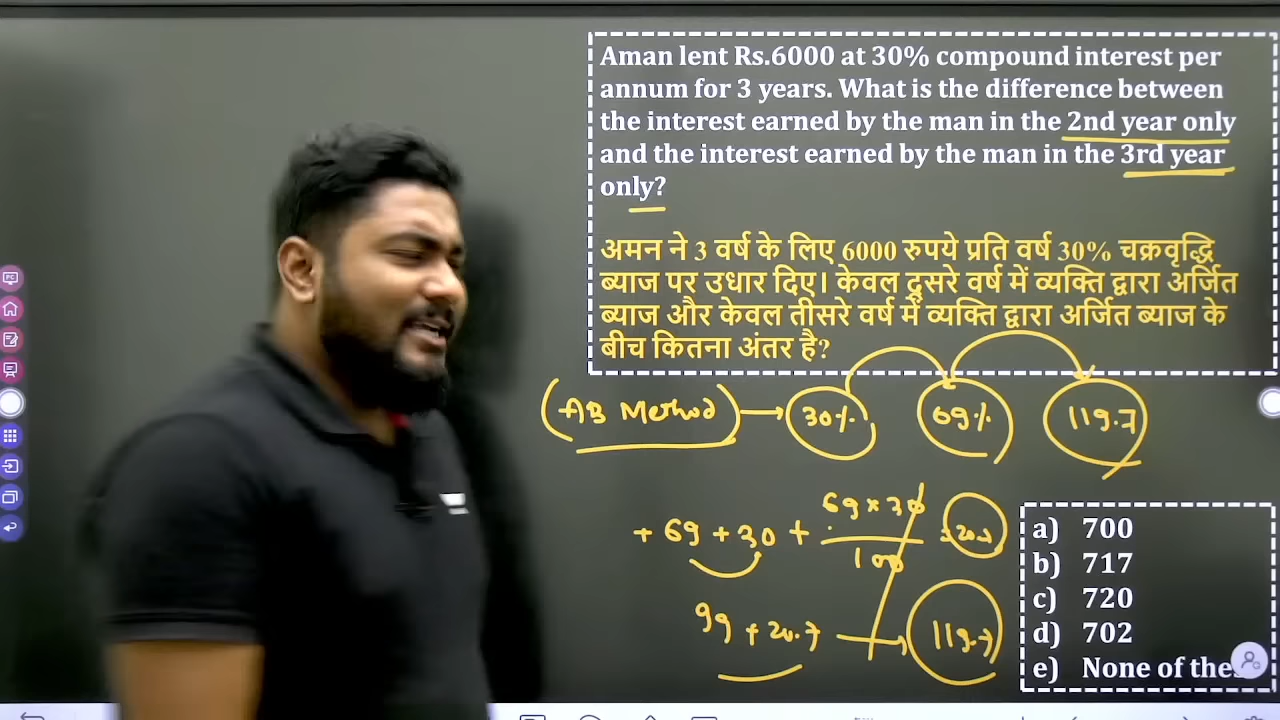 Aman lent Rs.6000 at 30% compound interest per
annum for 3 years. What is the difference between
the interest earned by the man in the 2nd year only
and the interest earned by the man in the 3rd year
only?
अमन ने 3 वर्ष के लिए 6000 रुपये प्रति वर्ष 30% चक्रवृद्धि
ब्याज पर उधार दिए। केवल दूसरे वर्ष में व्यक्ति द्वारा अर्जित
ब्याज और केवल तीसरे वर्ष में व्यक्ति द्वारा अर्जित ब्याज के
बीच कितना अंतर है?
(AB Method) → 30% 69% 119.7
+ 69 + 30 + 69 × 30 = 20.7
100
99 + 20.7 → 119.7
a) 700
b) 717
c) 720
d) 702
e) None of the